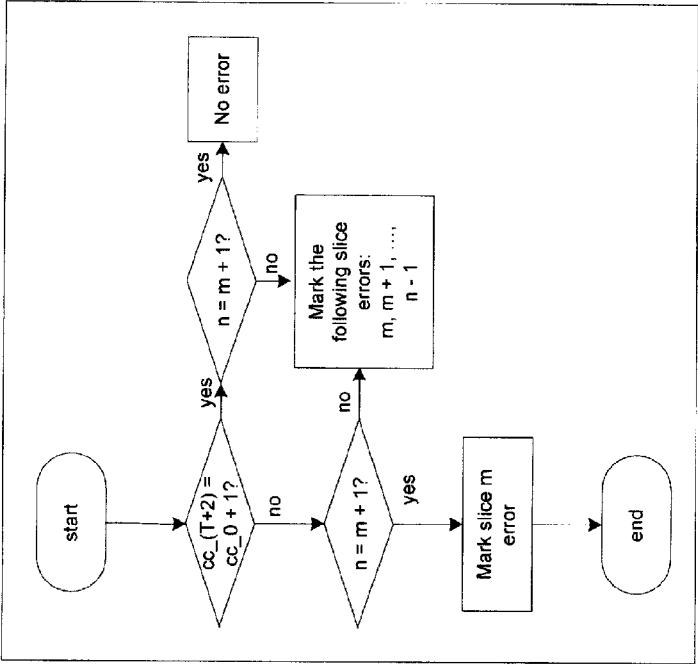 start
cc_(T+2) =
cc_0 + 1?
yes
n = m + 1?
yes
No error
no
no
Mark the
following slice
errors:
m, m + 1, ...,
n - 1
n = m + 1?
no
yes
Mark slice m
error
end